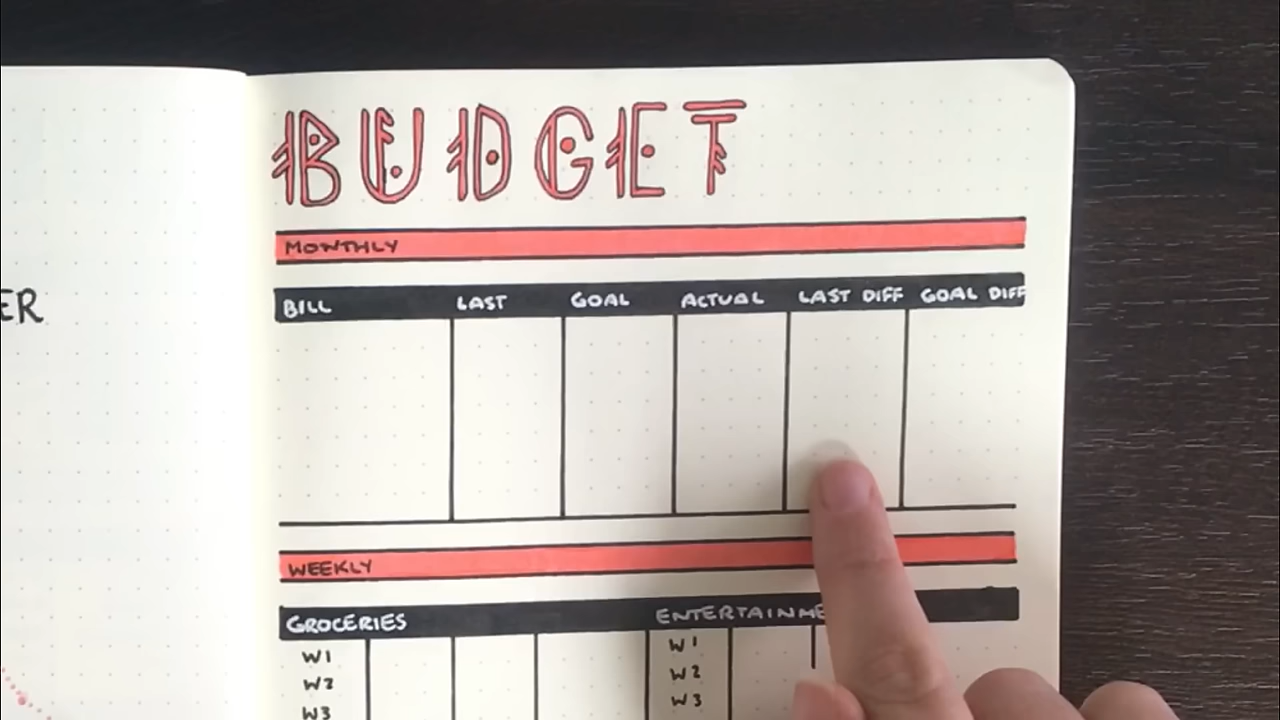 BUDGET
MONTHLY
ER
BILL LAST GOAL ACTUAL LAST DIFF GOAL DIFF
WEEKLY
GROCERIES ENTERTAINME
W1 W1
W2 W2
W3 W3